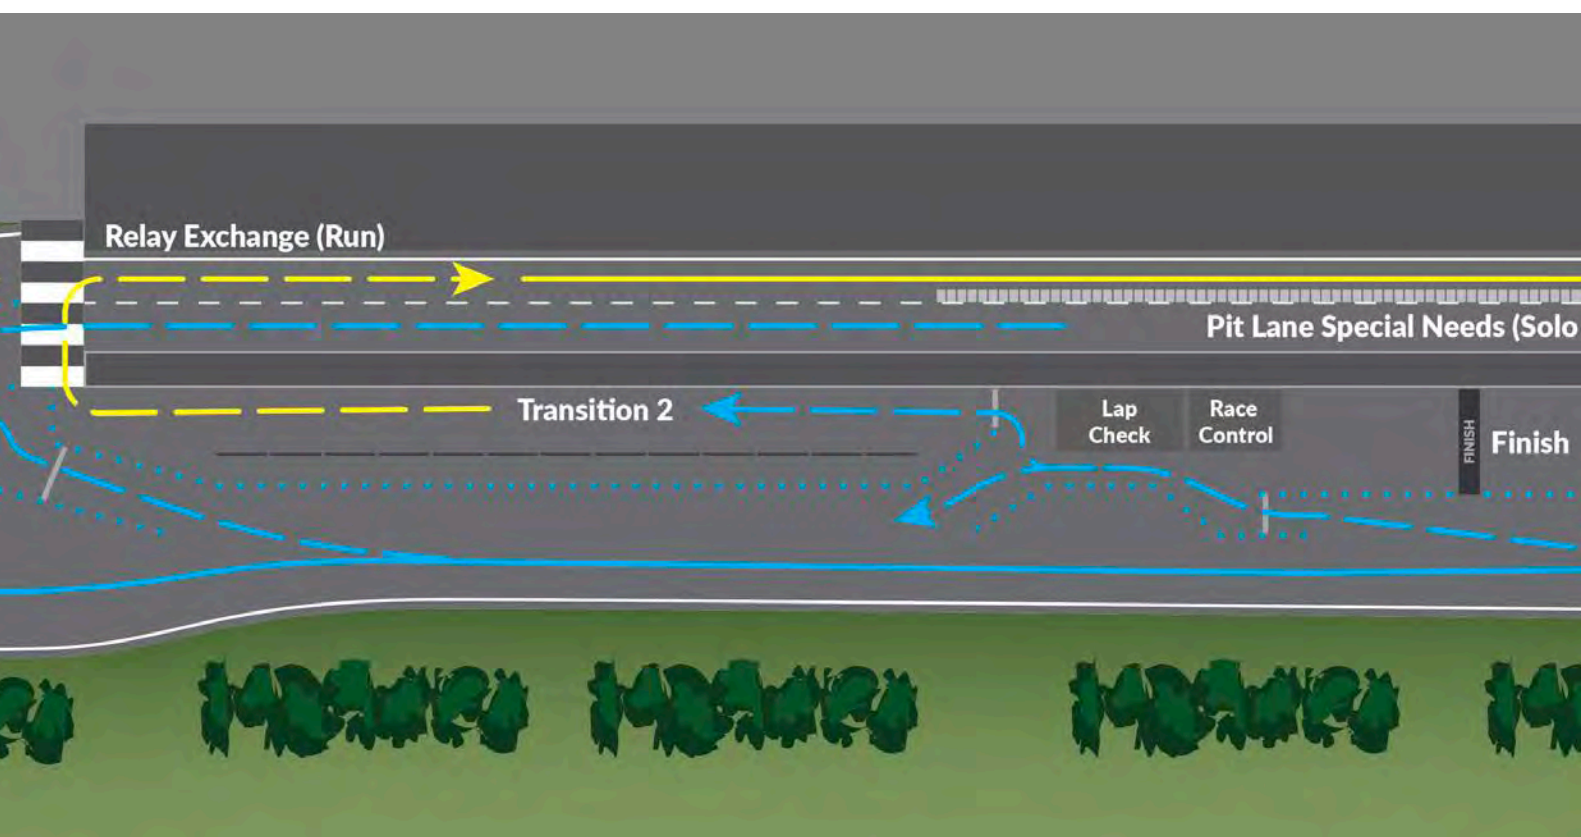 Relay Exchange (Run)
Pit Lane Special Needs (Solo
Transition 2
Lap
Check
Race
Control
FINISH
Finish